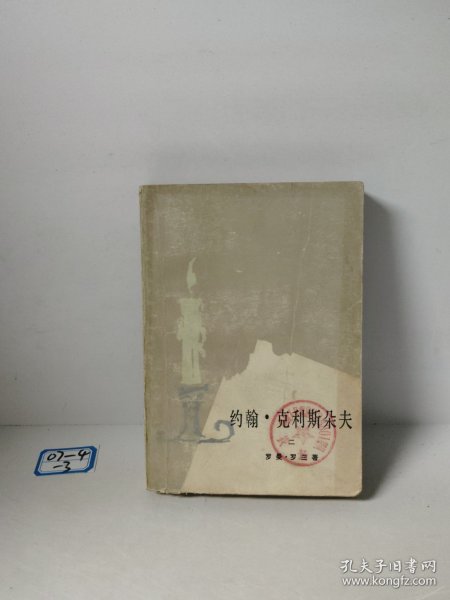 约翰·克利斯朵夫
二
罗曼·罗兰著
07-4
-3
孔夫子旧书网
www.kongfz.com